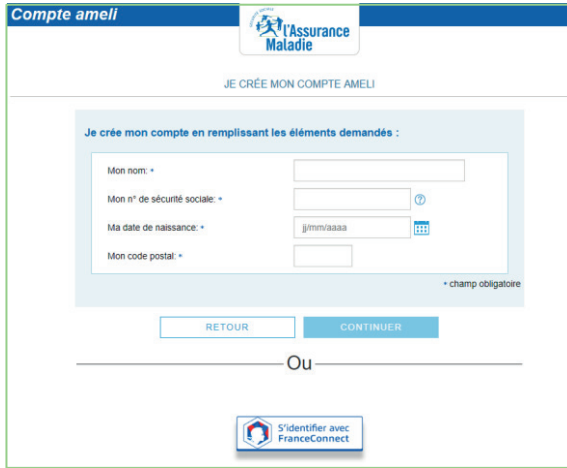 Compte ameli
l'Assurance
Maladie
JE CRÉE MON COMPTE AMELI
Je crée mon compte en remplissant les éléments demandés :
Mon nom: *
Mon n° de sécurité sociale: * ?
Ma date de naissance: * jj/mm/aaaa
Mon code postal: *
* champ obligatoire
RETOUR CONTINUER
Ou
S'identifier avec
FranceConnect